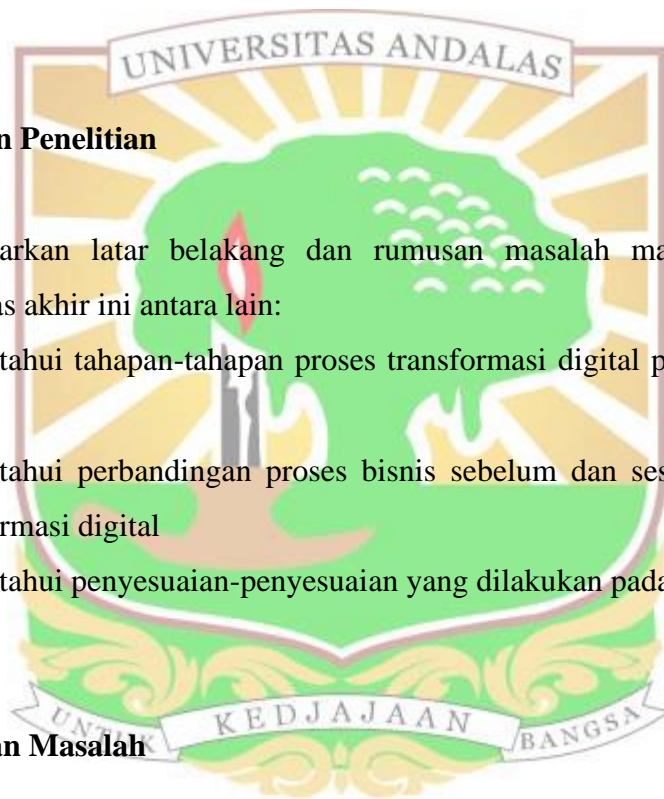 UNIVERSITAS ANDALAS
n Penelitian
arkan latar belakang dan rumusan masalah ma
as akhir ini antara lain:
tahui tahapan-tahapan proses transformasi digital p
tahui perbandingan proses bisnis sebelum dan ses
rmasi digital
tahui penyesuaian-penyesuaian yang dilakukan pada
UNTUK KEDJAJAAN BANGSA
an Masalah